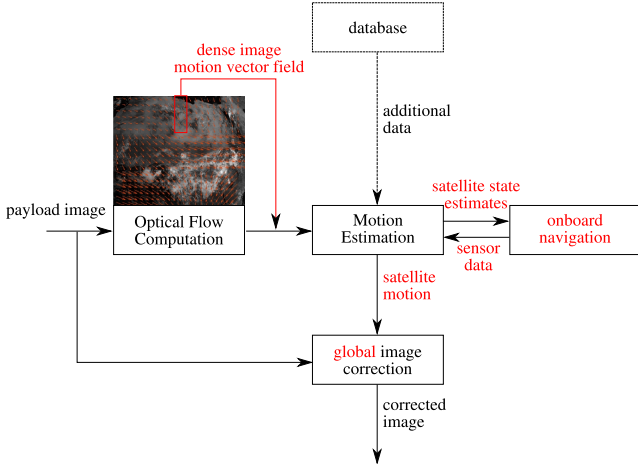 database
dense image
motion vector field
additional
data
payload image
Optical Flow
Computation
Motion
Estimation
satellite state
estimates
sensor
data
onboard
navigation
satellite
motion
global image
correction
corrected
image